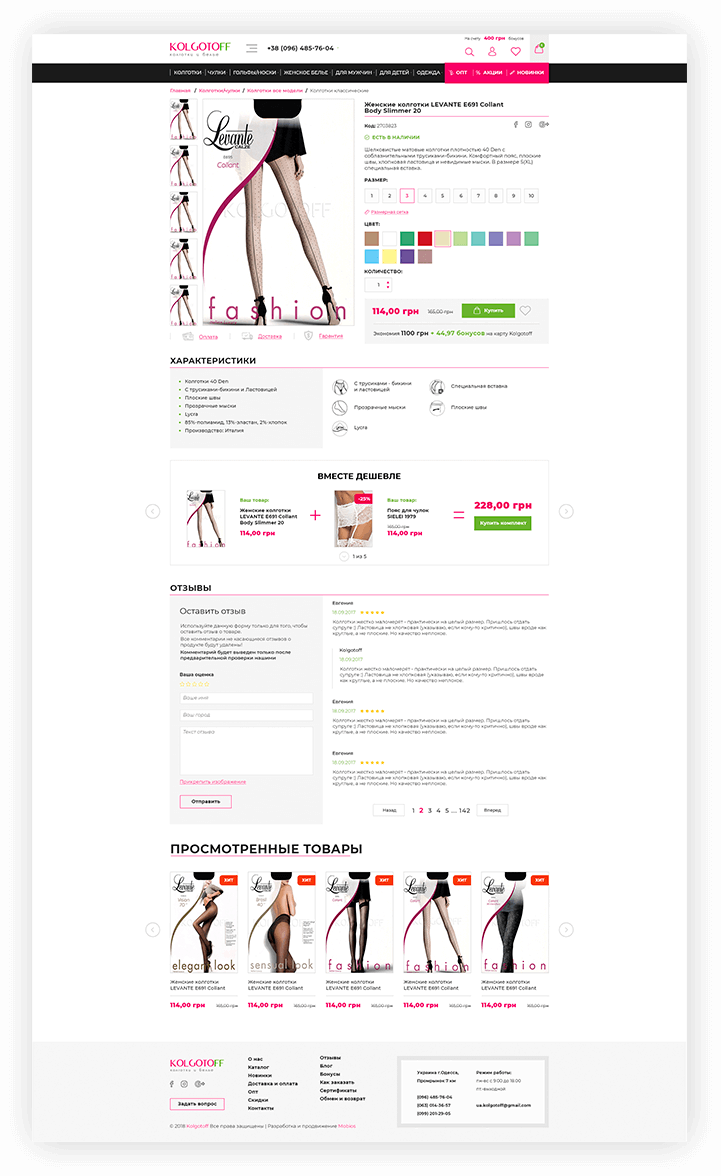 KOLGOTOFF
колготки и белье
+38 (096) 485-76-04
На счету 400 грн Бонусов
КОЛГОТКИ
ЧУЛКИ
ГОЛЬФЫ/НОСКИ
ЖЕНСКОЕ БЕЛЬЕ
ДЛЯ МУЖЧИН
ДЛЯ ДЕТЕЙ
ОДЕЖДА
ОПТ
АКЦИИ
НОВИНКИ
Главная / Колготки/чулки / Колготки все модели / Колготки классические
Levante
CALZE
E691
Collant
KOLGOTOFF
fashion
Оплата
Доставка
Гарантия
Женские колготки LEVANTE E691 Collant
Body Slimmer 20
Код: 2703823
ЕСТЬ В НАЛИЧИИ
Шелковистые матовые колготки плотностью 40 Den с
соблазнительными трусиками-бикини. Комфортный пояс, плоские
швы, хлопковая ластовица и невидимые мыски. В размере 5(XL)
специальная вставка.
РАЗМЕР:
1 2 3 4 5 6 7 8 9 10
Размерная сетка
ЦВЕТ:
КОЛИЧЕСТВО:
1
114,00 грн
165,00 грн
Купить
Экономия 1100 грн + 44,97 бонусов на карту Kolgotoff
ХАРАКТЕРИСТИКИ
Колготки 40 Den
С трусиками-бикини и Ластовицей
Плоские швы
Прозрачные мыски
Lycra
85%-полиамид, 13%-эластан, 2%-хлопок
Производство: Италия
С трусиками - бикини
и ластовицей
Специальная вставка
Прозрачные мыски
Плоские швы
Lycra
ВМЕСТЕ ДЕШЕВЛЕ
Levante
fashion
Ваш товар:
Женские колготки
LEVANTE E691 Collant
Body Slimmer 20
114,00 грн
+
-25%
Ваш товар:
Пояс для чулок
SIELEI 1979
165,00 грн
114,00 грн
=
228,00 грн
Купить комплект
1 из 5
ОТЗЫВЫ
Оставить отзыв
Используйте данную форму только для того, чтобы
оставить отзыв о товаре.
Все комментарии не касающиеся отзывов о
продукте будут удалены!
Комментарий будет выведен только после
предварительной проверки нашими
Ваша оценка
Ваше имя
Ваш город
Текст отзыва
Прикрепить изображение
Отправить
Евгения
18.09.2017
Колготки жестко маломерят - практически на целый размер. Пришлось отдать
супруге :) Ластовица не хлопковая (указываю, если кому-то критично), швы вроде как
круглые, а не плоские. Но качество неплохое.
Kolgotoff
18.09.2017
Колготки жестко маломерят - практически на целый размер. Пришлось отдать
супруге :) Ластовица не хлопковая (указываю, если кому-то критично), швы вроде
как круглые, а не плоские. Но качество неплохое.
Евгения
18.09.2017
Колготки жестко маломерят - практически на целый размер. Пришлось отдать
супруге :) Ластовица не хлопковая (указываю, если кому-то критично), швы вроде как
круглые, а не плоские. Но качество неплохое.
Евгения
18.09.2017
Колготки жестко маломерят - практически на целый размер. Пришлось отдать
супруге :) Ластовица не хлопковая (указываю, если кому-то критично), швы вроде как
круглые, а не плоские. Но качество неплохое.
Назад 1 2 3 4 5 .... 142 Вперед
ПРОСМОТРЕННЫЕ ТОВАРЫ
ХИТ ХИТ ХИТ ХИТ ХИТ
Levante Levante Levante Levante Levante
elegant look sensual look fashion fashion fashion
Женские колготки Женские колготки Женские колготки Женские колготки Женские колготки
LEVANTE E691 Collant LEVANTE E691 Collant LEVANTE E691 Collant LEVANTE E691 Collant LEVANTE E691 Collant
114,00 грн 165,00 грн 114,00 грн 165,00 грн 114,00 грн 165,00 грн 114,00 грн 165,00 грн 114,00 грн 165,00 грн
KOLGOTOFF
колготки и белье
Задать вопрос
О нас
Каталог
Новинки
Доставка и оплата
Опт
Скидки
Контакты
Отзывы
Блог
Бонусы
Как заказать
Сертификаты
Обмен и возврат
Украина г.Одесса,
Промрынок 7 км
(096) 485-76-04
(063) 014-36-57
(099) 201-29-05
Режим работы:
пн-вс с 9:00 до 18:00
пт-выходной
ua.kolgotoff@gmail.com
© 2018 Kolgotoff Все права защищены | Разработка и продвижение Mockко